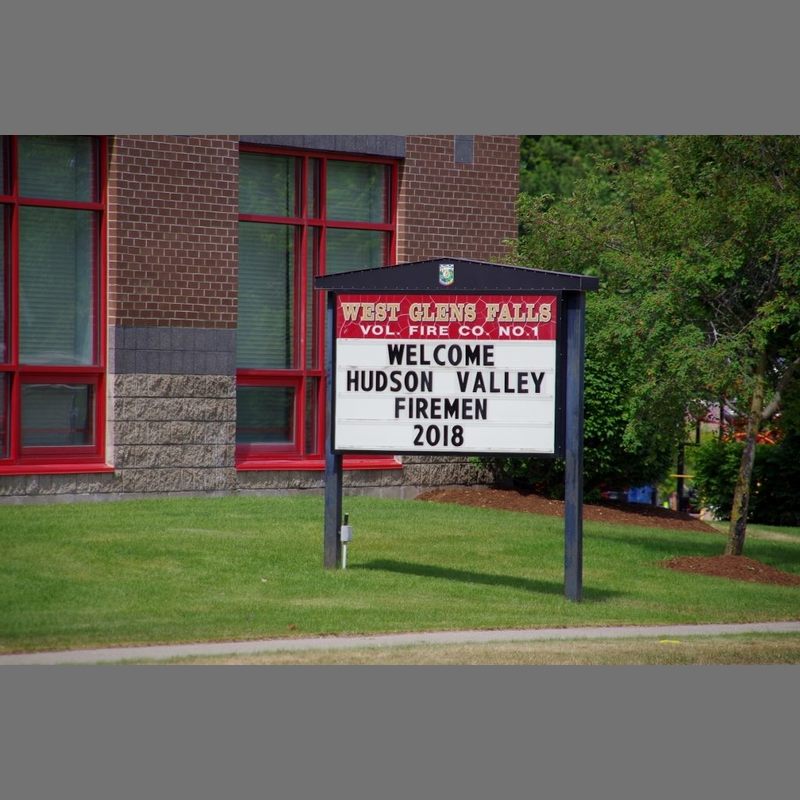 WEST GLENS FALLS
VOL. FIRE CO. NO.1
WELCOME
HUDSON VALLEY
FIREMEN
2018